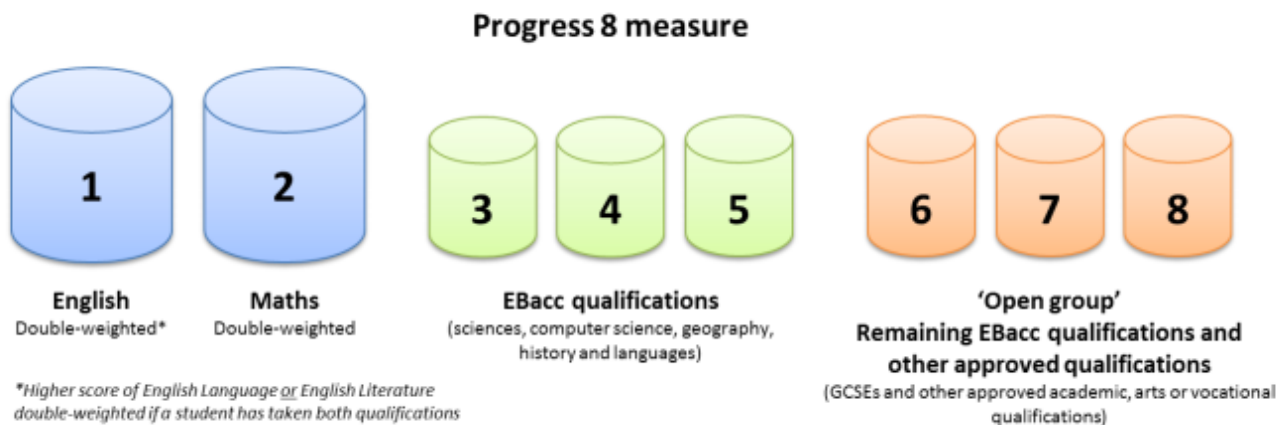 Progress 8 measure
1
2
3
4
5
6
7
8
English
Double-weighted*
Maths
Double-weighted
EBacc qualifications
(sciences, computer science, geography,
history and languages)
‘Open group’
Remaining EBacc qualifications and
other approved qualifications
(GCSEs and other approved academic, arts or vocational
qualifications)
*Higher score of English Language or English Literature
double-weighted if a student has taken both qualifications